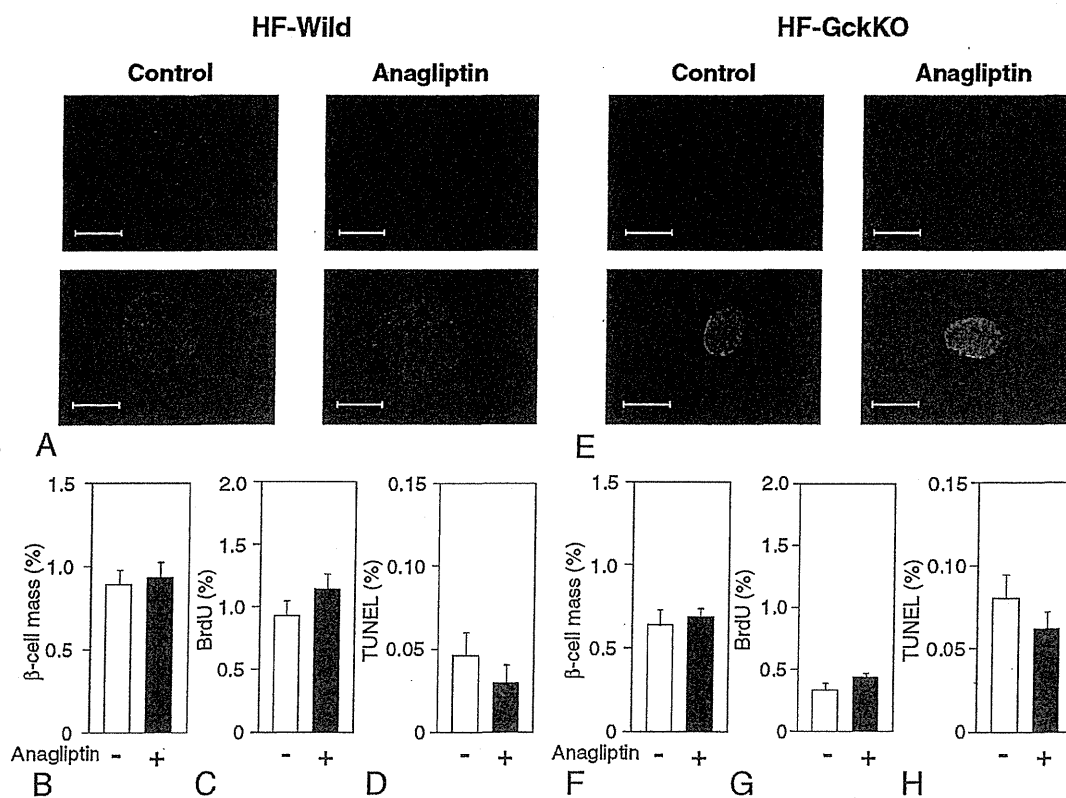 HF-Wild
HF-GckKO
Control
Anagliptin
Control
Anagliptin
A
E
β-cell mass (%)
1.5
1.0
0.5
0
Anagliptin
-
+
B
BrdU (%)
2.0
1.5
1.0
0.5
0
-
+
C
TUNEL (%)
0.15
0.10
0.05
0
-
+
D
β-cell mass (%)
1.5
1.0
0.5
0
Anagliptin
-
+
F
BrdU (%)
2.0
1.5
1.0
0.5
0
-
+
G
TUNEL (%)
0.15
0.10
0.05
0
-
+
H